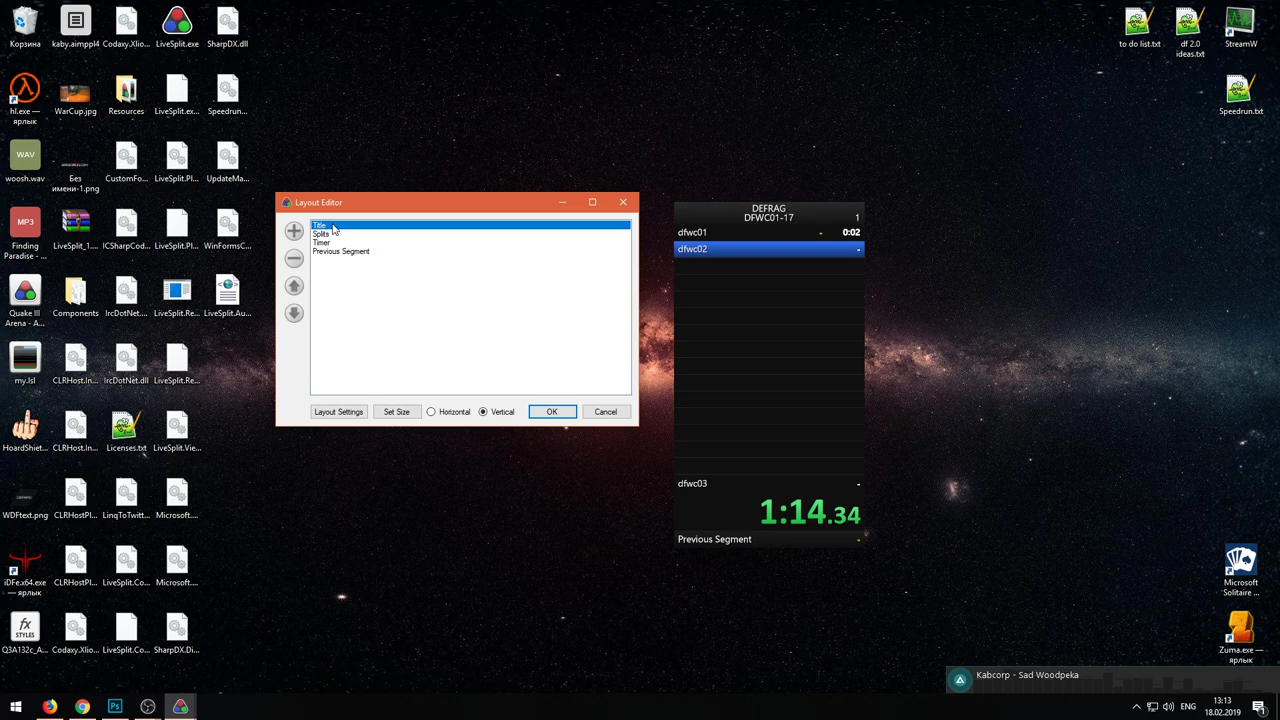 Корзина
kaby.aimppl4
Codaxy.Xlio...
LiveSplit.exe
SharpDX.dll
to do list.txt
df 2.0
ideas.txt
StreamW
hl.exe —
ярлык
WarCup.jpg
Resources
LiveSplit.ex...
Speedrun...
Speedrun.txt
WAV
woosh.wav
Без
имени-1.png
CustomFo...
LiveSplit.Pl...
UpdateMa...
MP3
Finding
Paradise -...
LiveSplit_1....
ICSharpCod...
LiveSplit.Pl...
WinFormsC...
Quake III
Arena - A...
Components
IrcDotNet....
LiveSplit.Re...
LiveSplit.Au...
my.lsl
CLRHost.In...
IrcDotNet.dll
LiveSplit.Re...
HoardShiet...
CLRHost.In...
Licenses.txt
LiveSplit.Vie...
WDFtext.png
CLRHostPl...
LinqToTwitt...
Microsoft....
iDFe.x64.exe
— ярлык
CLRHostPl...
LiveSplit.Co...
Microsoft....
fx
STYLES
Q3A132c_A...
Codaxy.Xlio...
LiveSplit.Co...
SharpDX.Di...
Layout Editor
Title
Splits
Timer
Previous Segment
Layout Settings
Set Size
Horizontal
Vertical
OK
Cancel
DEFRAG
DFWC01-17
1
dfwc01
-
0:02
dfwc02
-
dfwc03
-
1:14.34
Previous Segment
-
Microsoft
Solitaire ...
Zuma.exe —
ярлык
Kabcorp - Sad Woodpeka
Ps
ENG
13:13
18.02.2019
1